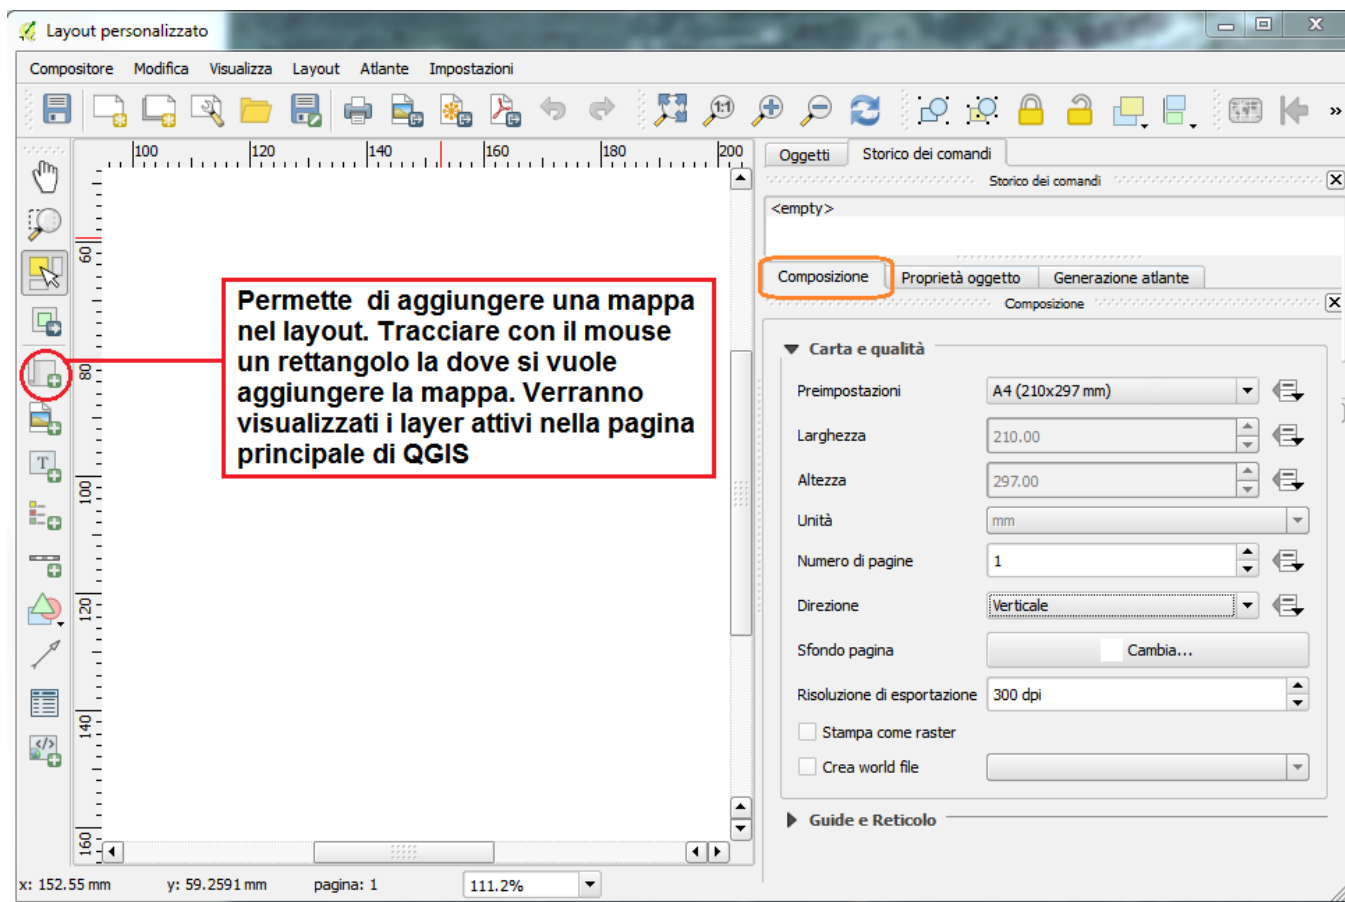 Layout personalizzato
Compositore Modifica Visualizza Layout Atlante Impostazioni
1:1
»
100 120 140 160 180 200
60
80
100
120
140
160
T
</>
Permette di aggiungere una mappa
nel layout. Tracciare con il mouse
un rettangolo la dove si vuole
aggiungere la mappa. Verranno
visualizzati i layer attivi nella pagina
principale di QGIS
Oggetti Storico dei comandi
Storico dei comandi
<empty>
Composizione Proprietà oggetto Generazione atlante
Composizione
Carta e qualità
Preimpostazioni A4 (210x297 mm)
Larghezza 210.00
Altezza 297.00
Unità mm
Numero di pagine 1
Direzione Verticale
Sfondo pagina Cambia...
Risoluzione di esportazione 300 dpi
Stampa come raster
Crea world file
Guide e Reticolo
x: 152.55 mm y: 59.2591 mm pagina: 1 111.2%